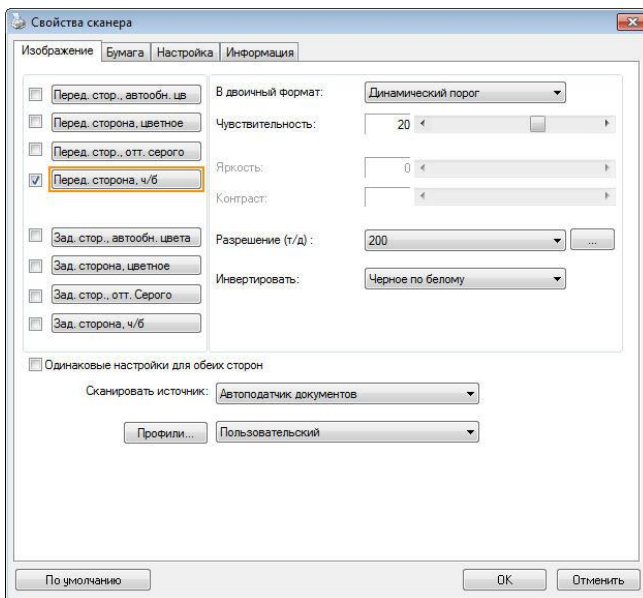 Свойства сканера
Изображение Бумага Настройка Информация
Перед. стор., автообн. цв
Перед. сторона, цветное
Перед. стор., отт. серого
Перед. сторона, ч/б
Зад. стор., автообн. цвета
Зад. сторона, цветное
Зад. стор., отт. Серого
Зад. сторона, ч/б
В двоичный формат: Динамический порог
Чувствительность: 20
Яркость: 0
Контраст:
Разрешение (т/д) : 200 ...
Инвертировать: Черное по белому
Одинаковые настройки для обеих сторон
Сканировать источник: Автоподатчик документов
Профили... Пользовательский
По умолчанию OK Отменить